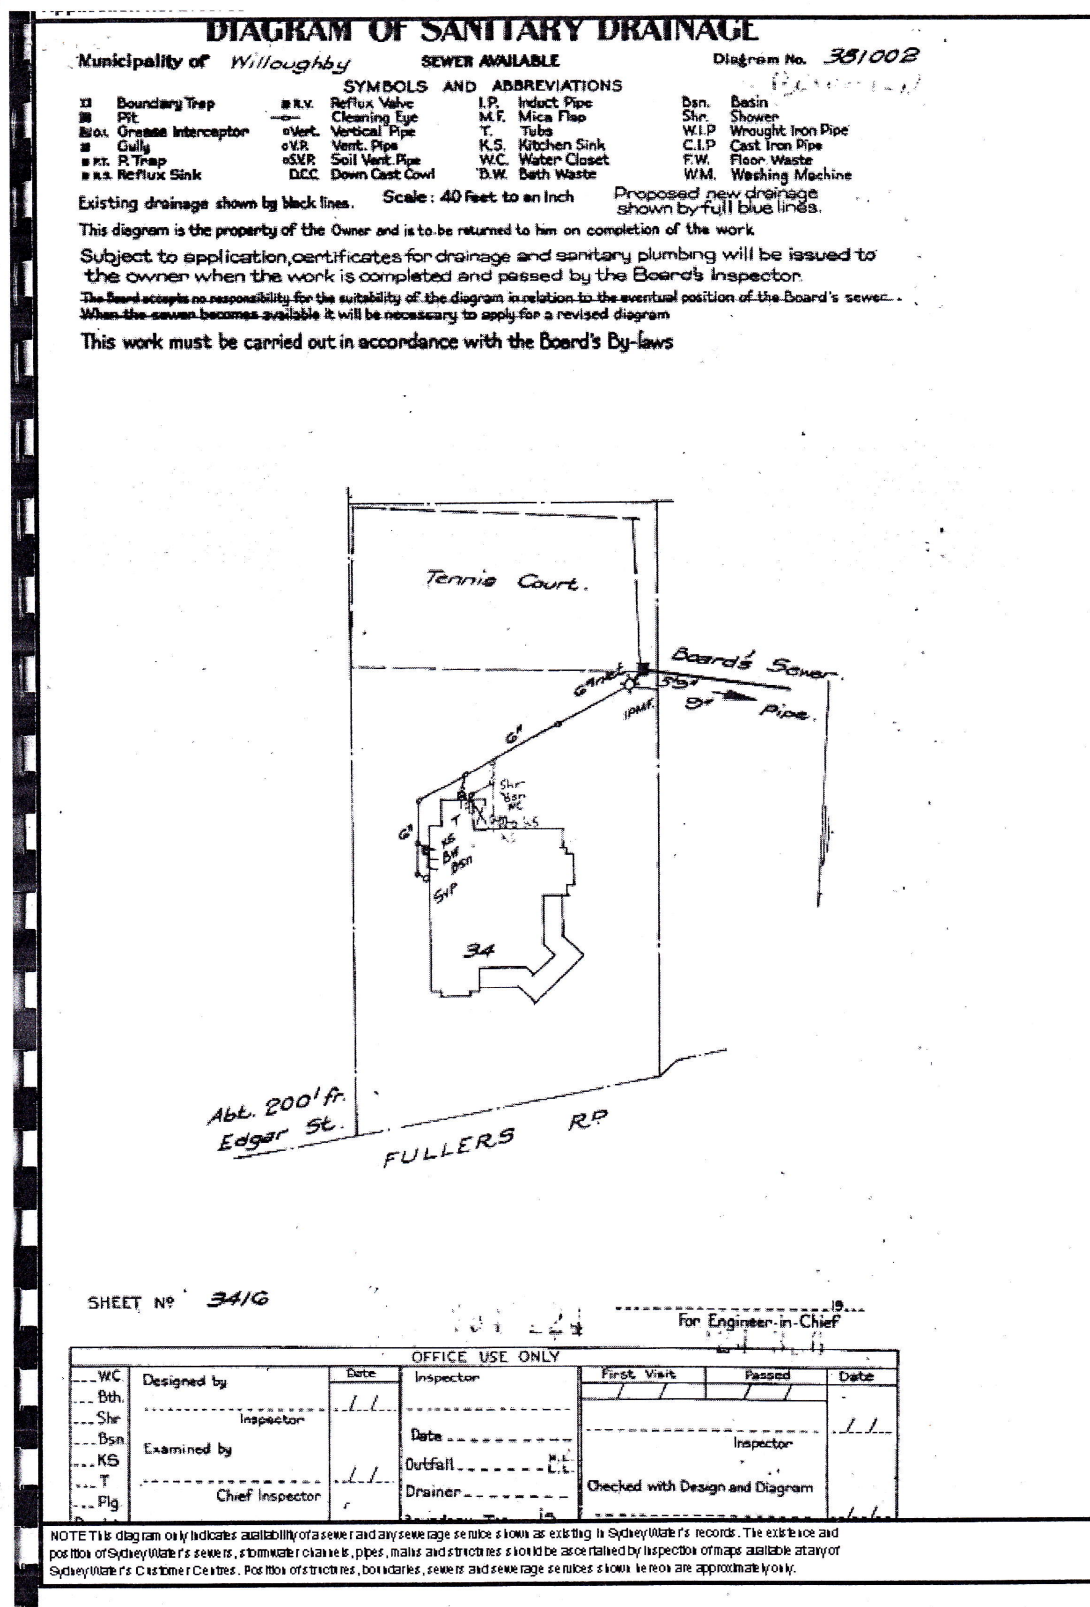 DIAGRAM OF SANITARY DRAINAGE
Municipality of Willoughby SEWER AVAILABLE Diagram No. 351002
SYMBOLS AND ABBREVIATIONS
Boundary Trap ■ R.V. Reflux Valve I.P. Induct Pipe Bsn. Basin
Pit Cleaning Eye M.F. Mica Flap Shr. Shower
Grease Interceptor Vert. Vertical Pipe T. Tubs W.I.P Wrought Iron Pipe
Gully V.P. Vent. Pipe K.S. Kitchen Sink C.I.P Cast Iron Pipe
P.T. P. Trap S.V.P. Soil Vent. Pipe W.C. Water Closet F.W. Floor Waste
R.S. Reflux Sink D.C.C. Down Cast Cowl B.W. Bath Waste W.M. Washing Machine
Existing drainage shown by black lines. Scale: 40 Feet to an Inch Proposed new drainage
shown by full blue lines.
This diagram is the property of the Owner and is to be returned to him on completion of the work
Subject to application, certificates for drainage and sanitary plumbing will be issued to
the owner when the work is completed and passed by the Board's Inspector.
The Board accepts no responsibility for the suitability of the diagram in relation to the eventual position of the Board's sewer.
When the sewer becomes available it will be necessary to apply for a revised diagram
This work must be carried out in accordance with the Board's By-laws
Tennis Court.
Board's Sewer.
9" Pipe.
IPMF.
6"
Shr
Bsn
WC
T
6"
KS
BW
Bsn
SVP
34
Abt. 200' fr.
Edgar St.
FULLERS RD
SHEET No 3416
19
For Engineer-in-Chief
OFFICE USE ONLY
W.C. Designed by Date Inspector First Visit Passed Date
Bth.
Shr Inspector
Bsn Examined by Date Inspector
KS Outfall H.L. L.L.
T Drainer Checked with Design and Diagram
Plg. Chief Inspector
NOTE This diagram only indicates availability of a sewer and any sewerage service shown as existing in Sydney Water's records. The existence and
position of Sydney Water's sewers, stormwater channels, pipes, mains and structures should be ascertained by inspection of maps available at any of
Sydney Water's Customer Centres. Position of structures, boundaries, sewers and sewerage services shown hereon are approximate only.